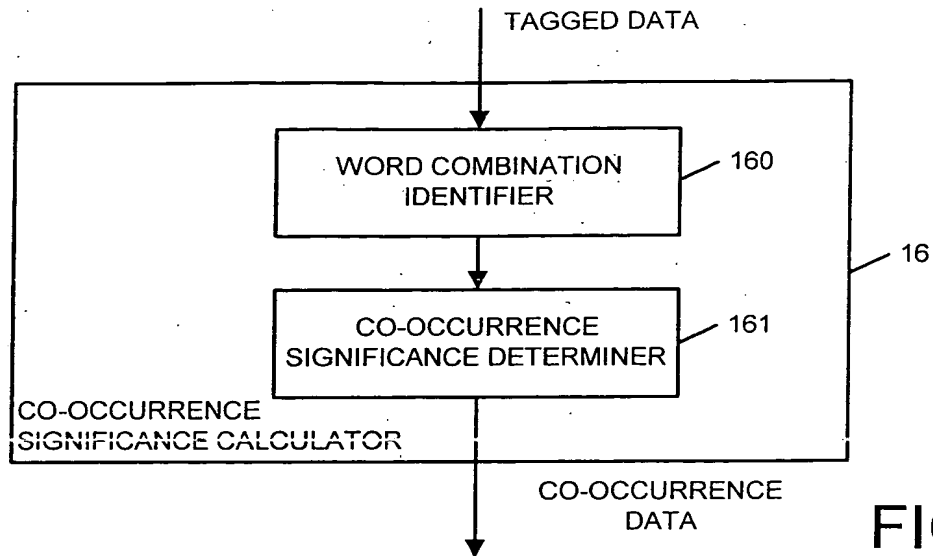 TAGGED DATA
WORD COMBINATION
IDENTIFIER
160
16
CO-OCCURRENCE
SIGNIFICANCE DETERMINER
161
CO-OCCURRENCE
SIGNIFICANCE CALCULATOR
CO-OCCURRENCE
DATA